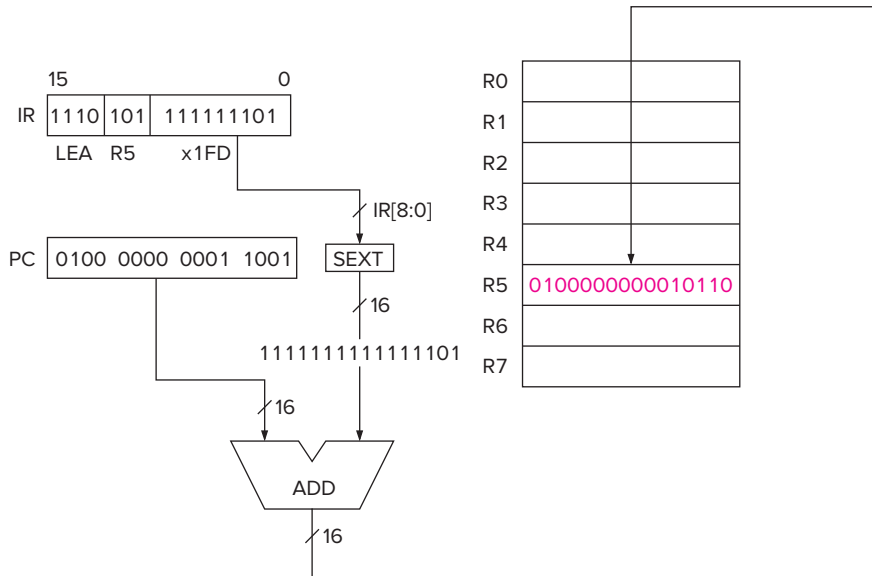 15 0
IR 1110 101 111111101
LEA R5 x1FD
IR[8:0]
PC 0100 0000 0001 1001
SEXT
16
1111111111111101
16
ADD
16
R0
R1
R2
R3
R4
R5 0100000000010110
R6
R7